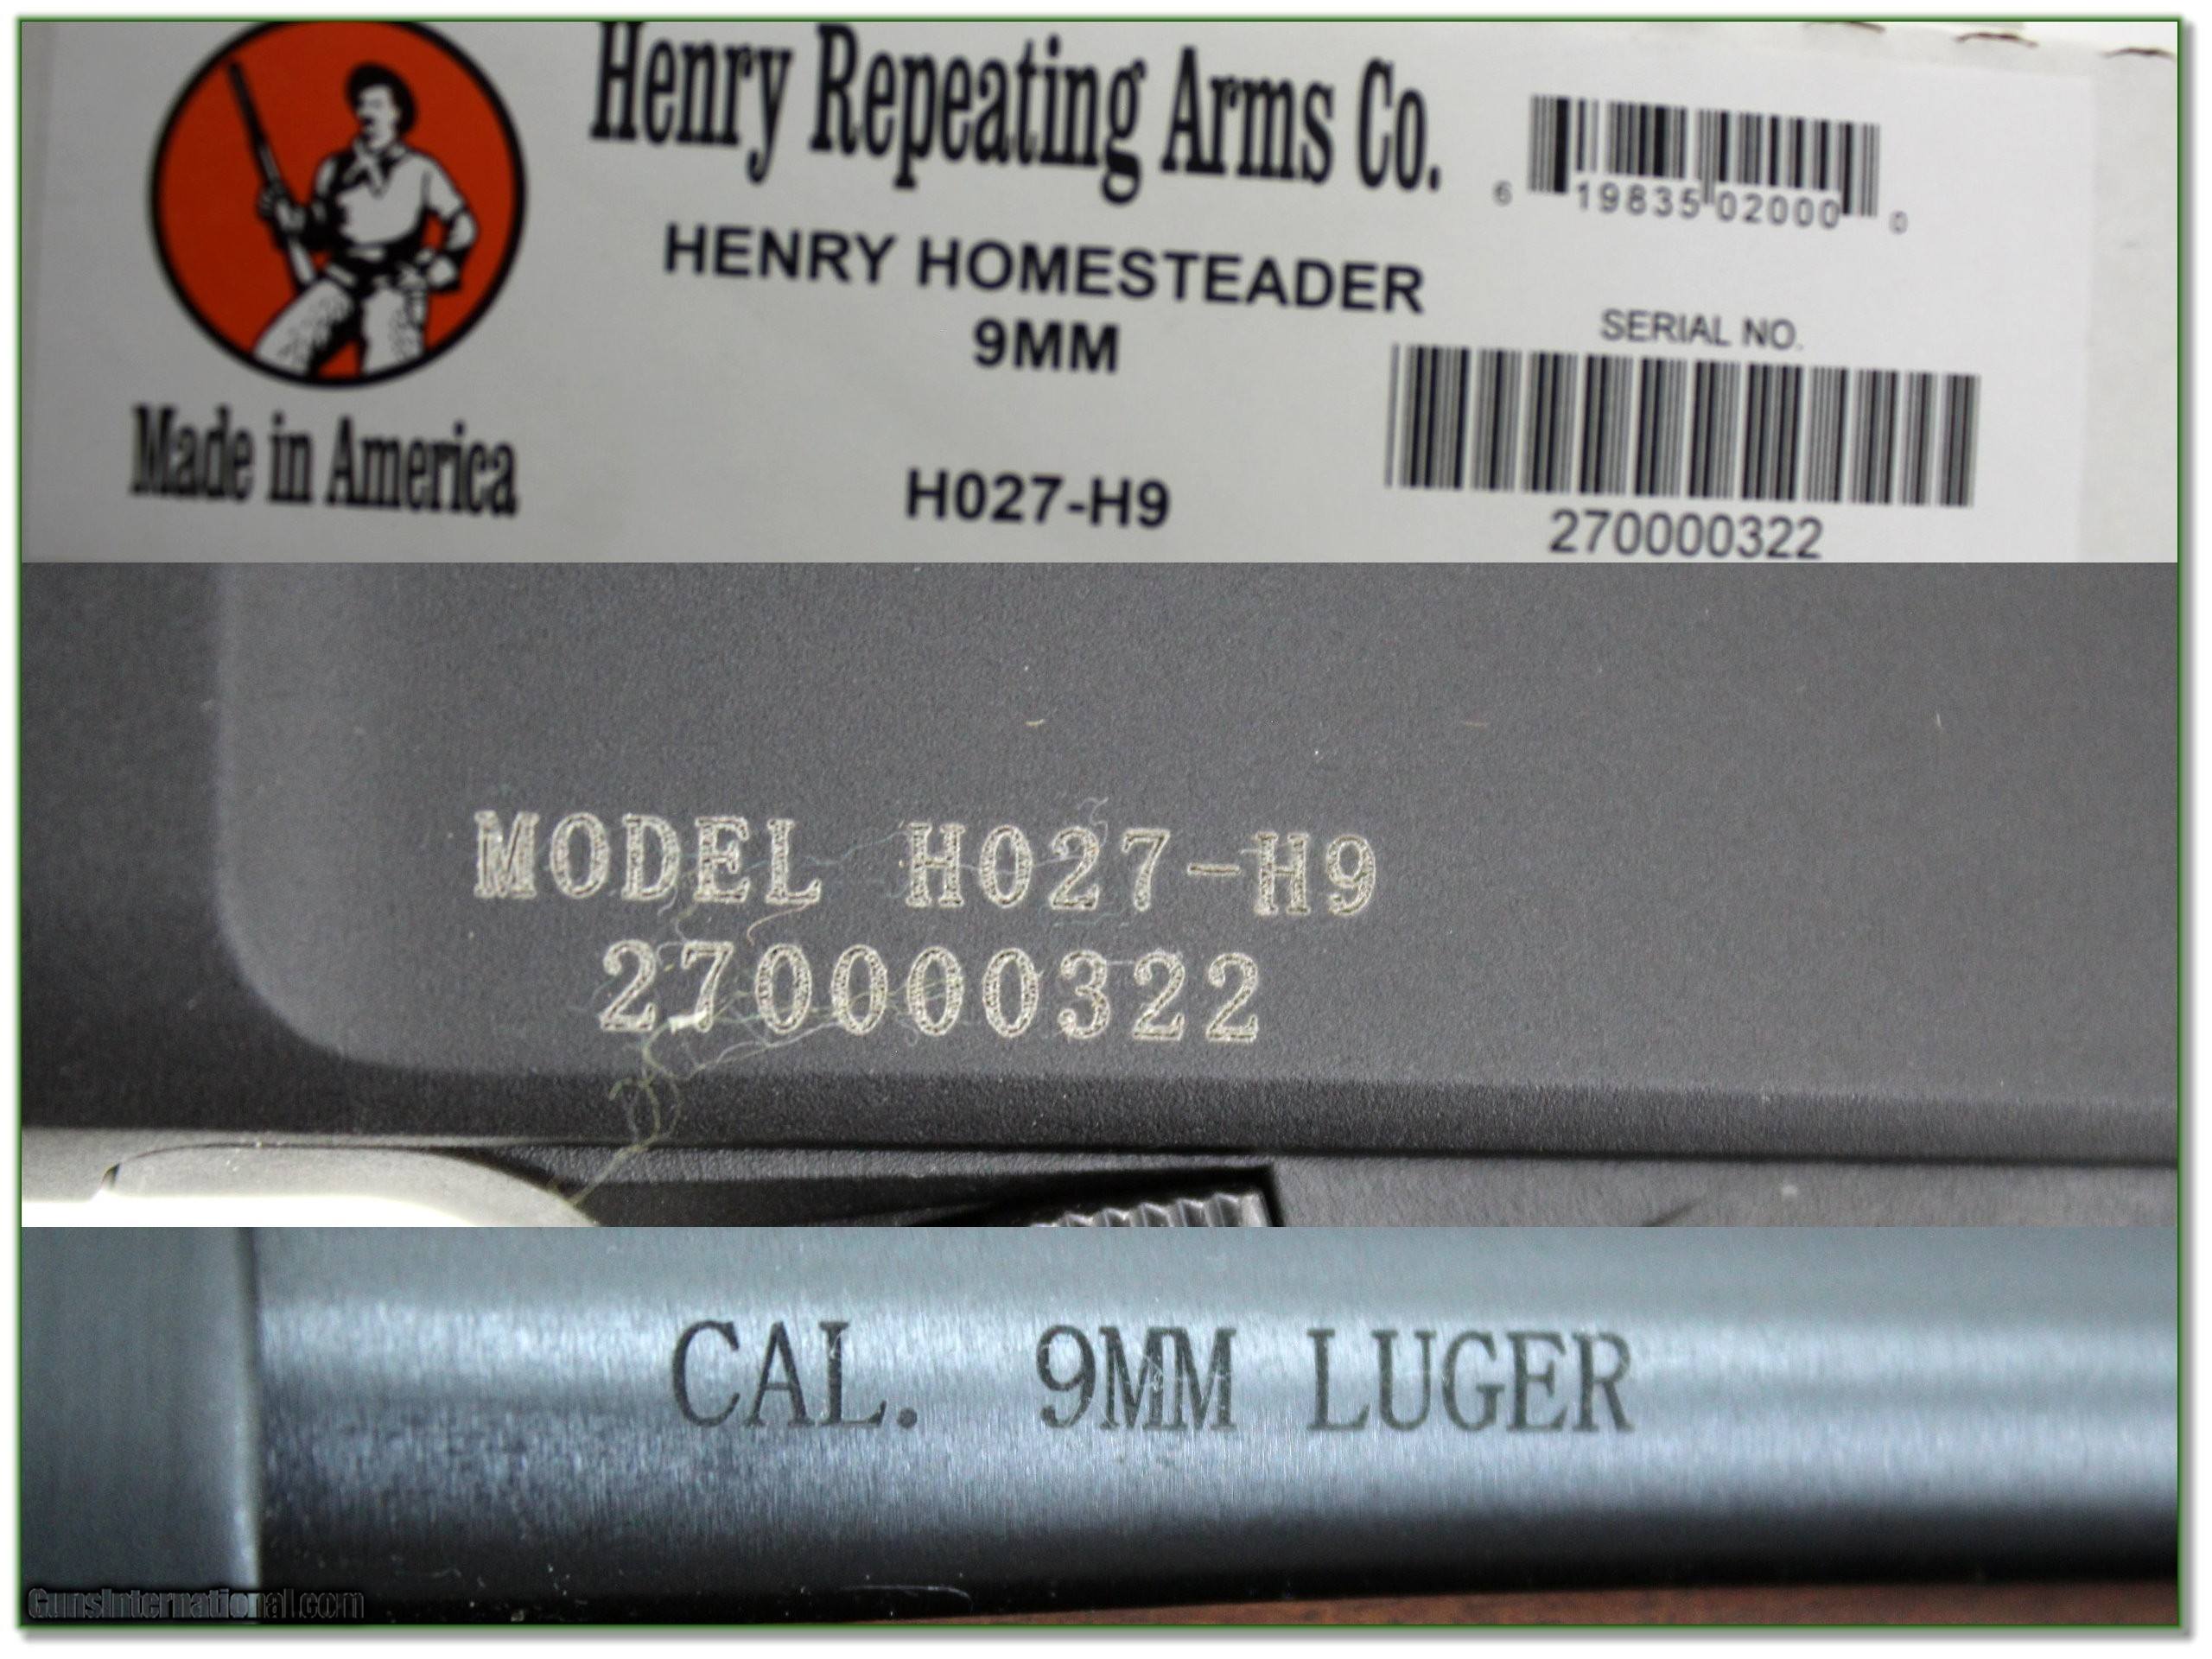 Henry Repeating Arms Co.
6 19835 02000 0
HENRY HOMESTEADER
9MM
SERIAL NO.
Made in America
H027-H9
270000322
MODEL H027-H9
270000322
CAL. 9MM LUGER
GunsInternational.com